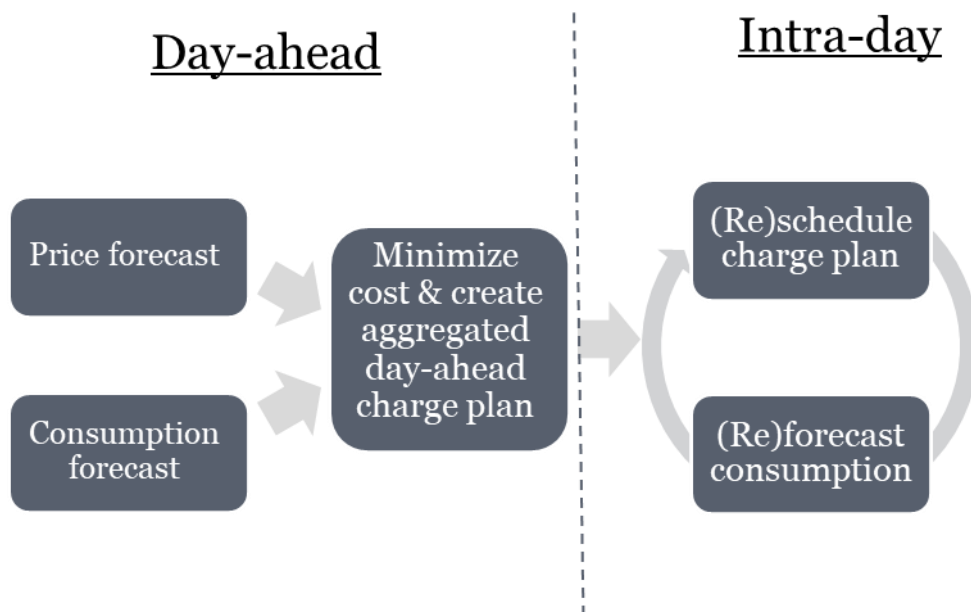 Day-ahead
Intra-day
Price forecast
Consumption
forecast
Minimize
cost & create
aggregated
day-ahead
charge plan
(Re)schedule
charge plan
(Re)forecast
consumption